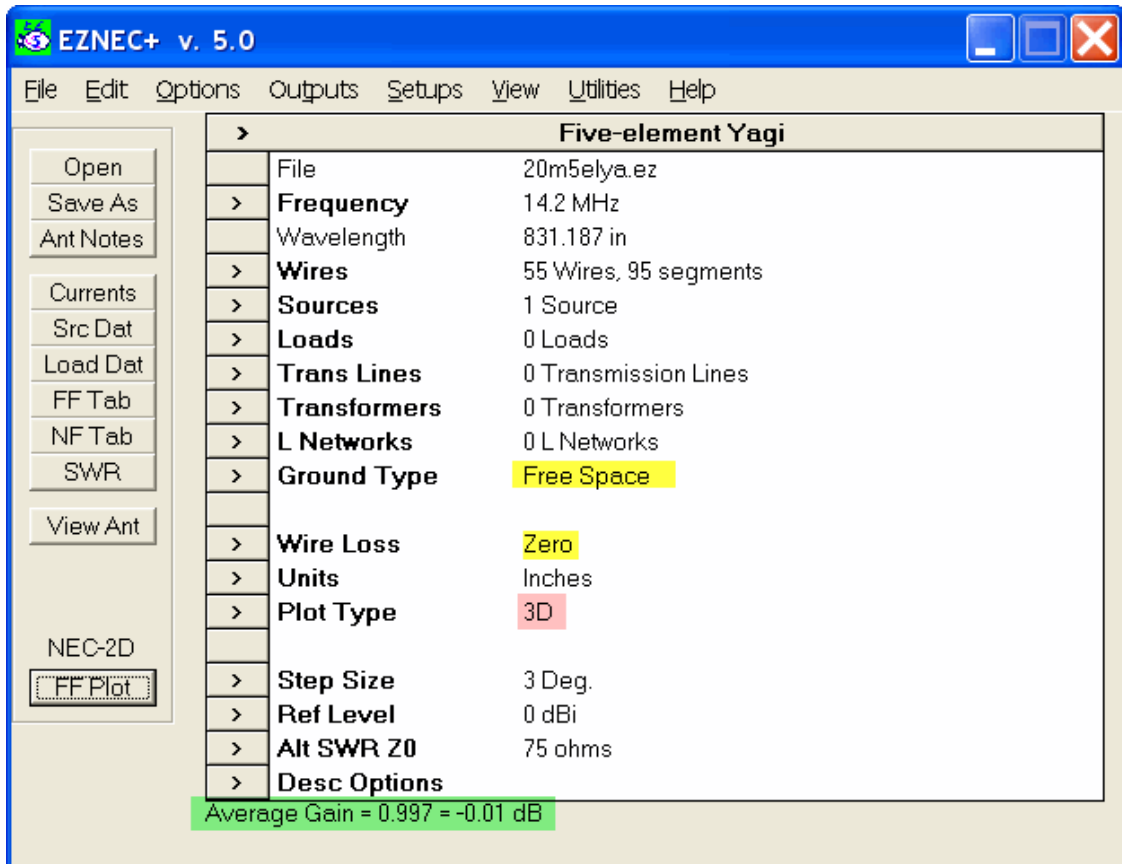 EZNEC+ v. 5.0
File Edit Options Outputs Setups View Utilities Help
> Five-element Yagi
Open
Save As
Ant Notes
Currents
Src Dat
Load Dat
FF Tab
NF Tab
SWR
View Ant
NEC-2D
FF Plot
File 20m5elya.ez
> Frequency 14.2 MHz
Wavelength 831.187 in
> Wires 55 Wires, 95 segments
> Sources 1 Source
> Loads 0 Loads
> Trans Lines 0 Transmission Lines
> Transformers 0 Transformers
> L Networks 0 L Networks
> Ground Type Free Space
> Wire Loss Zero
> Units Inches
> Plot Type 3D
> Step Size 3 Deg.
> Ref Level 0 dBi
> Alt SWR Z0 75 ohms
> Desc Options
Average Gain = 0.997 = -0.01 dB